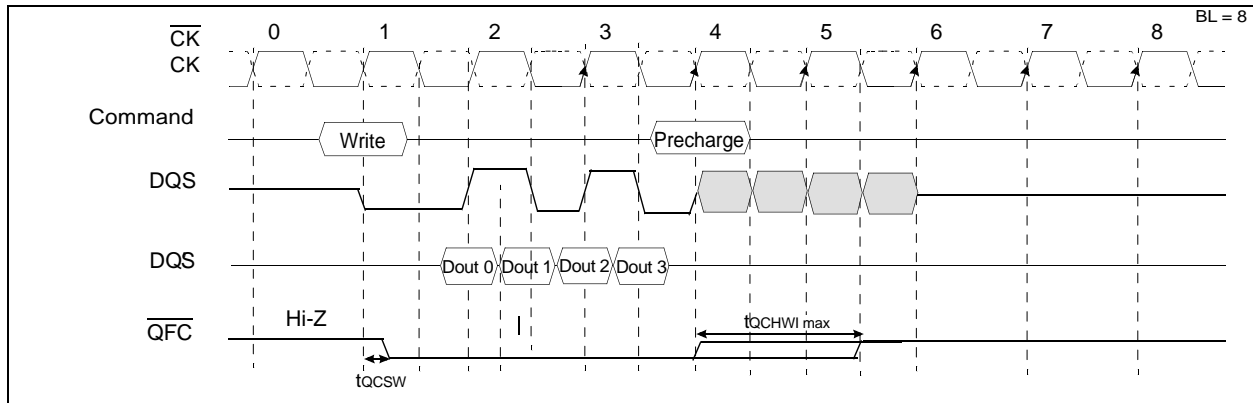 BL = 8
0 1 2 3 4 5 6 7 8
CK
CK
Command
Write
Precharge
DQS
DQ'S
Dout 0 Dout 1 Dout 2 Dout 3
QFC
Hi-Z
tQCHWI max
tQCSW